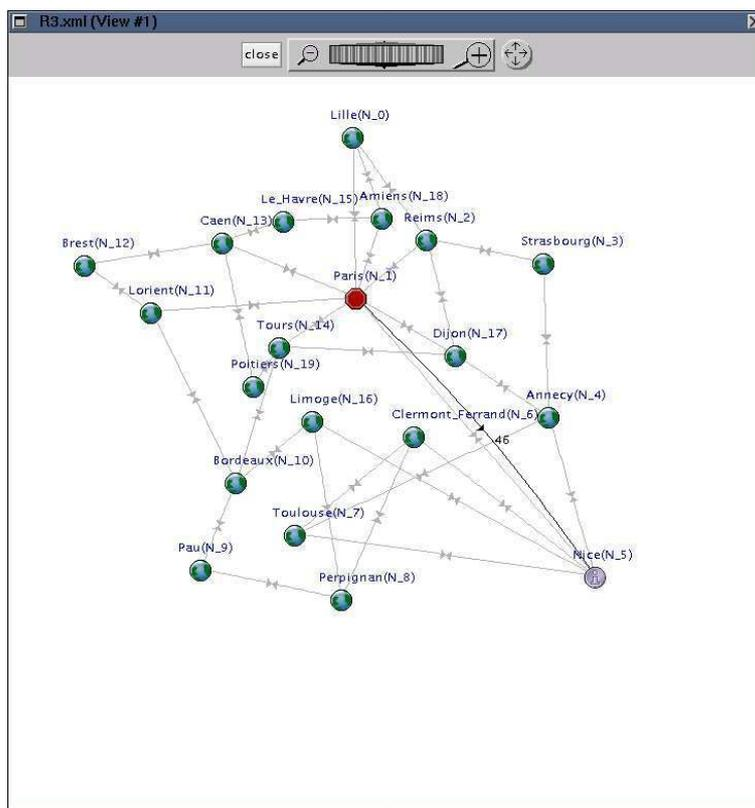 R3.xml (View #1)
close
Lille(N_0)
Le_Havre(N_15)
Amiens(N_18)
Caen(N_13)
Reims(N_2)
Brest(N_12)
Strasbourg(N_3)
Paris(N_1)
Lorient(N_11)
Tours(N_14)
Dijon(N_17)
Poitiers(N_19)
Limoge(N_16)
Clermont_Ferrand(N_6)
Annecy(N_4)
46
Bordeaux(N_10)
Toulouse(N_7)
Pau(N_9)
Nice(N_5)
Perpignan(N_8)